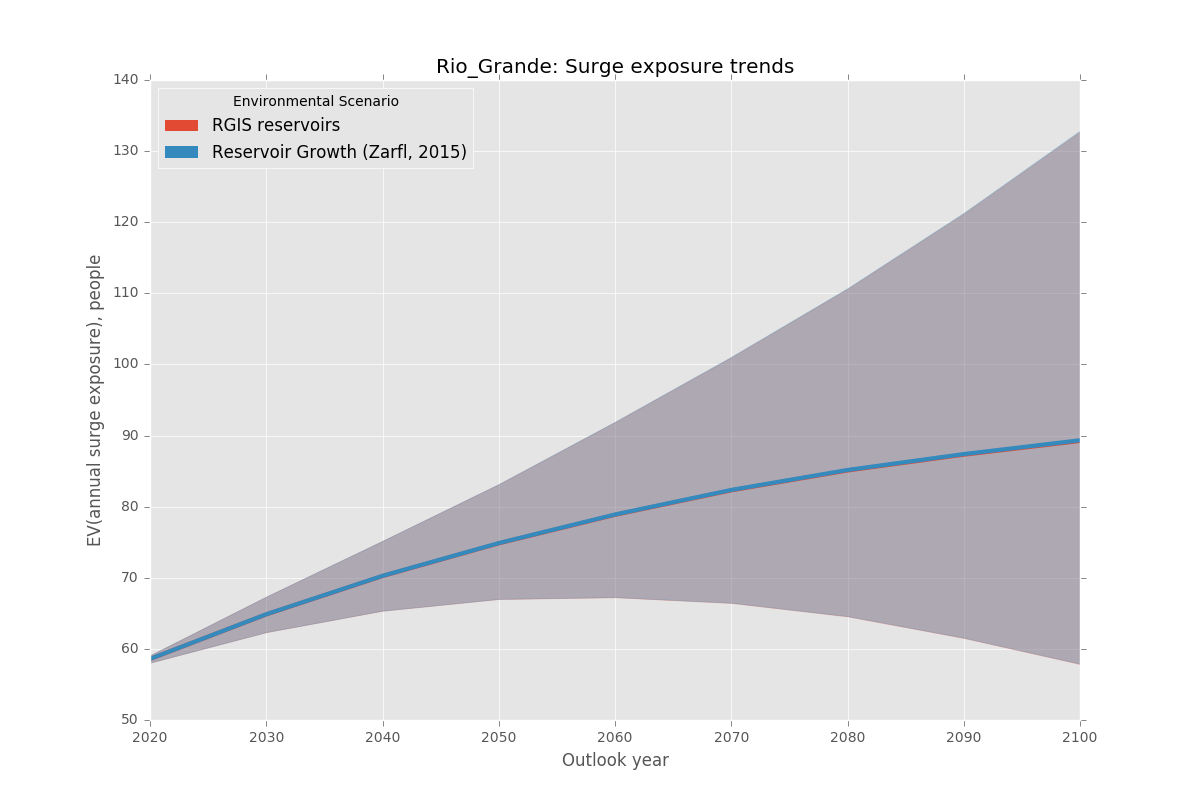 Rio_Grande: Surge exposure trends
Environmental Scenario
RGIS reservoirs
Reservoir Growth (Zarfl, 2015)
EV(annual surge exposure), people
140
130
120
110
100
90
80
70
60
50
2020 2030 2040 2050 2060 2070 2080 2090 2100
Outlook year